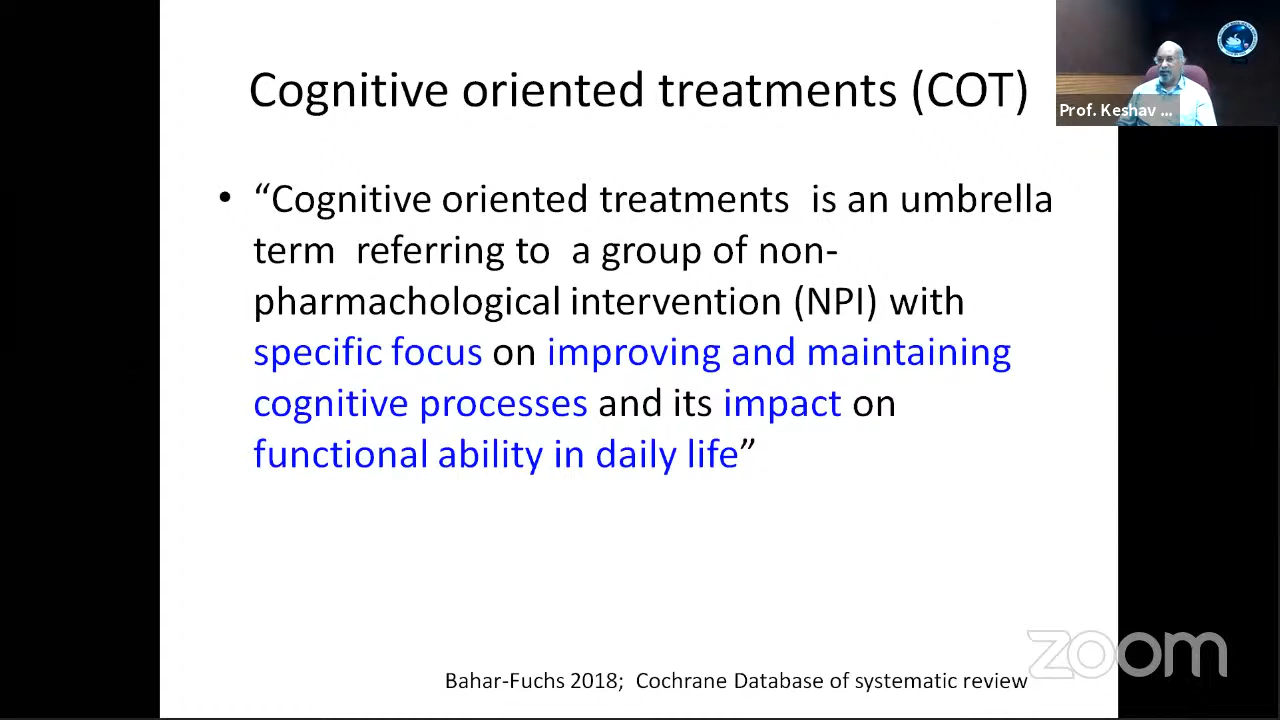 Cognitive oriented treatments (COT)
Prof. Keshav ...
• “Cognitive oriented treatments is an umbrella
term referring to a group of non-
pharmachological intervention (NPI) with
specific focus on improving and maintaining
cognitive processes and its impact on
functional ability in daily life”
zoom
Bahar-Fuchs 2018; Cochrane Database of systematic review